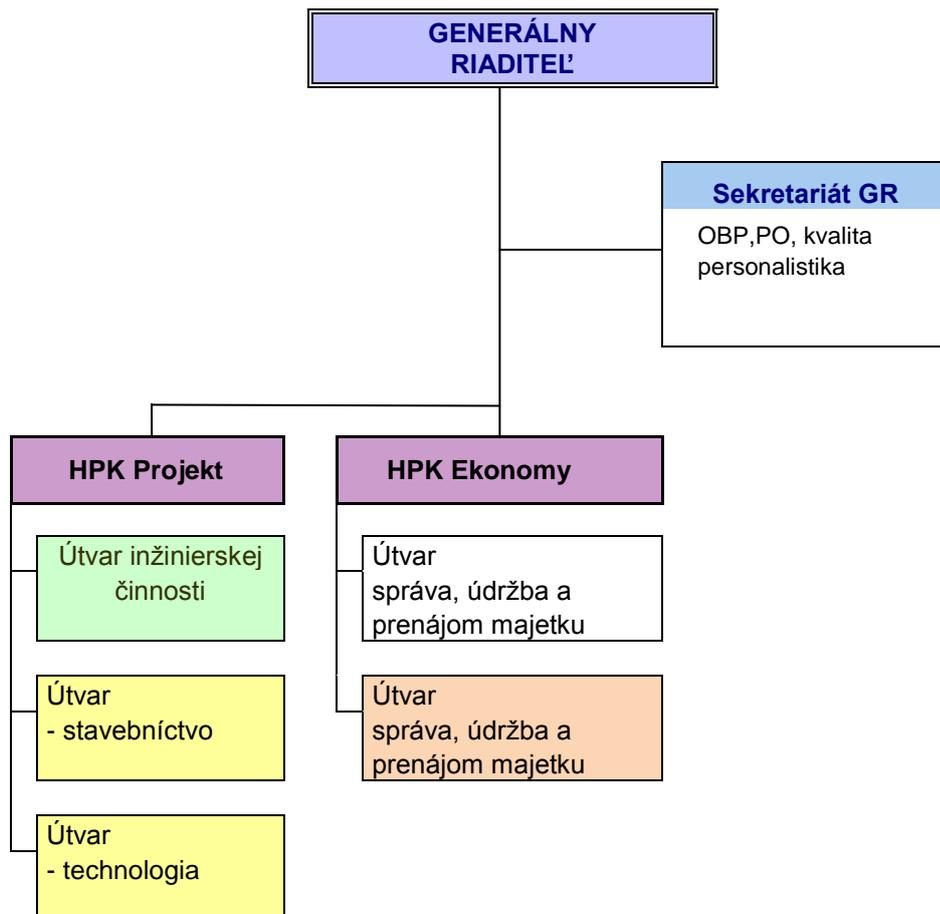 GENERÁLNY
RIADITEĽ
Sekretariát GR
OBP,PO, kvalita
personalistika
HPK Projekt
HPK Ekonomy
Útvar inžinierskej
činnosti
Útvar
správa, údržba a
prenájom majetku
Útvar
- stavebníctvo
Útvar
správa, údržba a
prenájom majetku
Útvar
- technologia